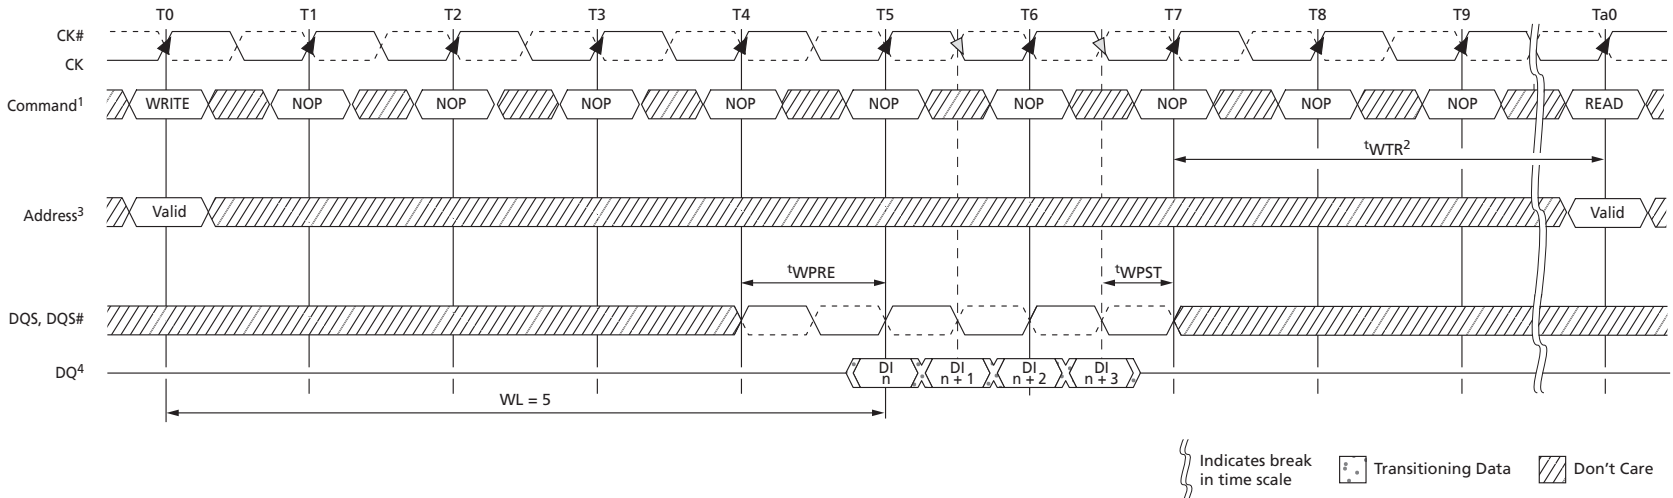 T0 T1 T2 T3 T4 T5 T6 T7 T8 T9 Ta0
CK#
CK
Command1 WRITE NOP NOP NOP NOP NOP NOP NOP NOP NOP READ
tWTR2
Address3 Valid Valid
tWPRE tWPST
DQS, DQS#
DQ4 DI n DI n + 1 DI n + 2 DI n + 3
WL = 5
Indicates break
in time scale
Transitioning Data
Don't Care